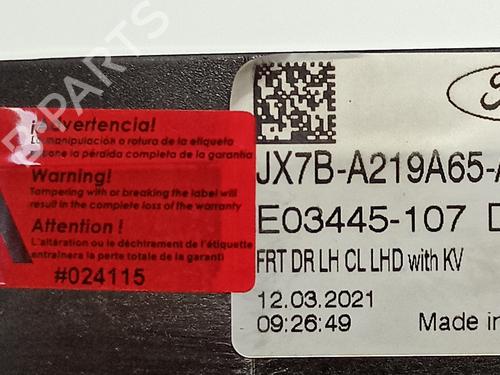 B-PARTS
¡Advertencia!
La manipulación o rotura de la etiqueta
supone la pérdida completa de la garantía
Warning!
Tampering with or breaking the label will
result in the complete loss of the warranty
Attention !
L'altération ou le déchirement de l'étiquette
entraînera la perte totale de la garanti
#024115
JX7B-A219A65-A
E03445-107
FRT DR LH CL LHD with KV
12.03.2021
09:26:49 Made in